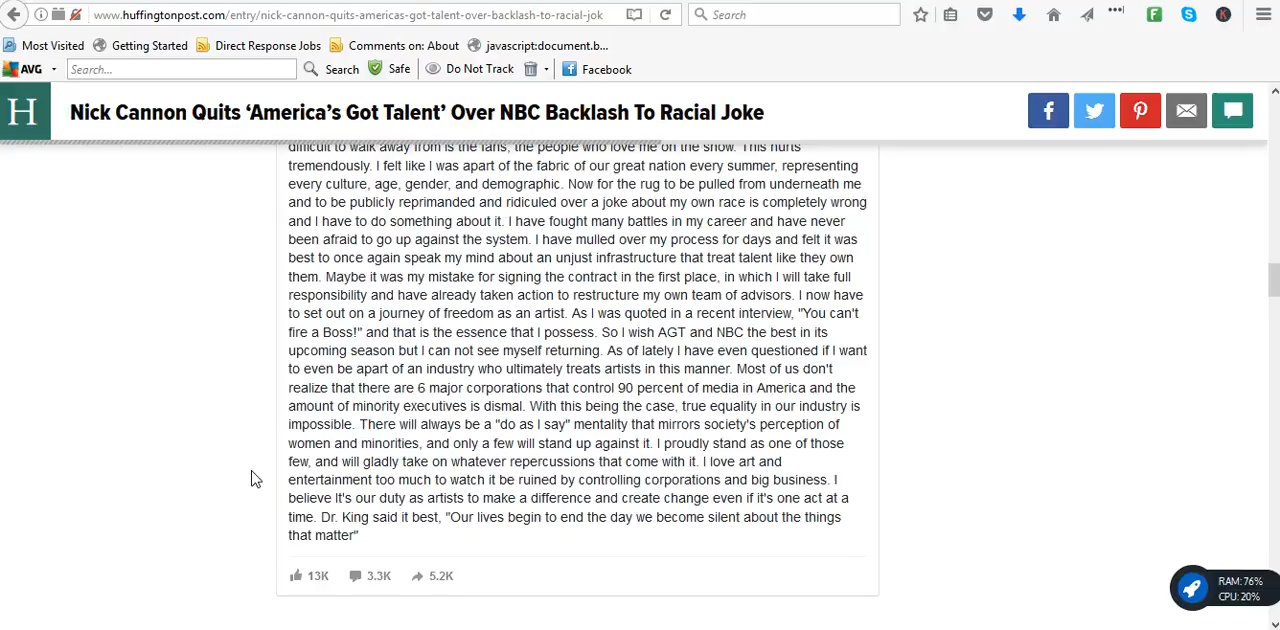 www.huffingtonpost.com/entry/nick-cannon-quits-americas-got-talent-over-backlash-to-racial-jok
Search
Most Visited Getting Started Direct Response Jobs Comments on: About javascript:document.b...
AVG Search... Search Safe Do Not Track Facebook
H Nick Cannon Quits ‘America’s Got Talent’ Over NBC Backlash To Racial Joke
difficult to walk away from is the fans, the people who love me on the show. This hurts
tremendously. I felt like I was apart of the fabric of our great nation every summer, representing
every culture, age, gender, and demographic. Now for the rug to be pulled from underneath me
and to be publicly reprimanded and ridiculed over a joke about my own race is completely wrong
and I have to do something about it. I have fought many battles in my career and have never
been afraid to go up against the system. I have mulled over my process for days and felt it was
best to once again speak my mind about an unjust infrastructure that treat talent like they own
them. Maybe it was my mistake for signing the contract in the first place, in which I will take full
responsibility and have already taken action to restructure my own team of advisors. I now have
to set out on a journey of freedom as an artist. As I was quoted in a recent interview, "You can't
fire a Boss!" and that is the essence that I possess. So I wish AGT and NBC the best in its
upcoming season but I can not see myself returning. As of lately I have even questioned if I want
to even be apart of an industry who ultimately treats artists in this manner. Most of us don't
realize that there are 6 major corporations that control 90 percent of media in America and the
amount of minority executives is dismal. With this being the case, true equality in our industry is
impossible. There will always be a "do as I say" mentality that mirrors society's perception of
women and minorities, and only a few will stand up against it. I proudly stand as one of those
few, and will gladly take on whatever repercussions that come with it. I love art and
entertainment too much to watch it be ruined by controlling corporations and big business. I
believe It's our duty as artists to make a difference and create change even if it's one act at a
time. Dr. King said it best, "Our lives begin to end the day we become silent about the things
that matter"
13K 3.3K 5.2K
RAM: 76%
CPU: 20%